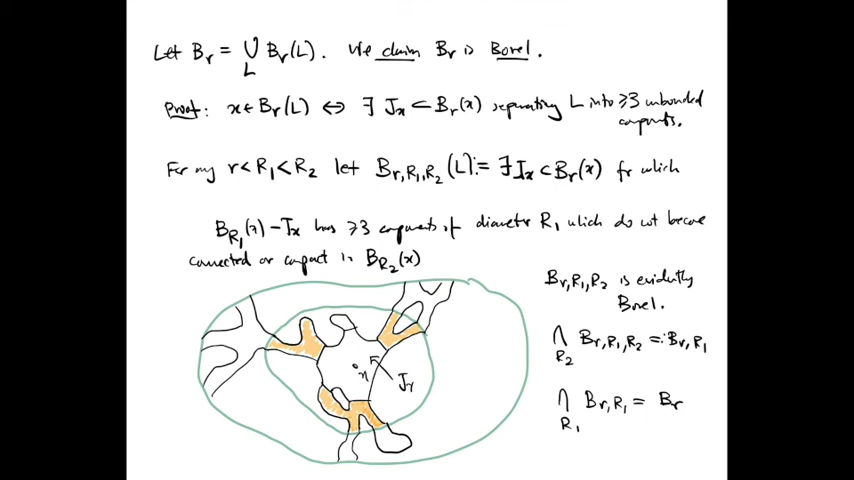 Let B_r = ⋃_L B_r(L). We claim B_r is Borel.
Proof: x ∈ B_r(L) ⇔ ∃ J_x ⊂ B_r(x) separating L into ≥3 unbounded
components.
For any r < R_1 < R_2 let B_{r,R_1,R_2}(L) := ∃ J_x ⊂ B_r(x) for which
B_{R_1}(x) - J_x has ≥3 components of diameter R_1 which do not become
connected or compact in B_{R_2}(x)
B_{r,R_1,R_2} is evidently
Borel.
⋂_{R_2} B_{r,R_1,R_2} =: B_{r,R_1}
x
J_x
⋂_{R_1} B_{r,R_1} = B_r